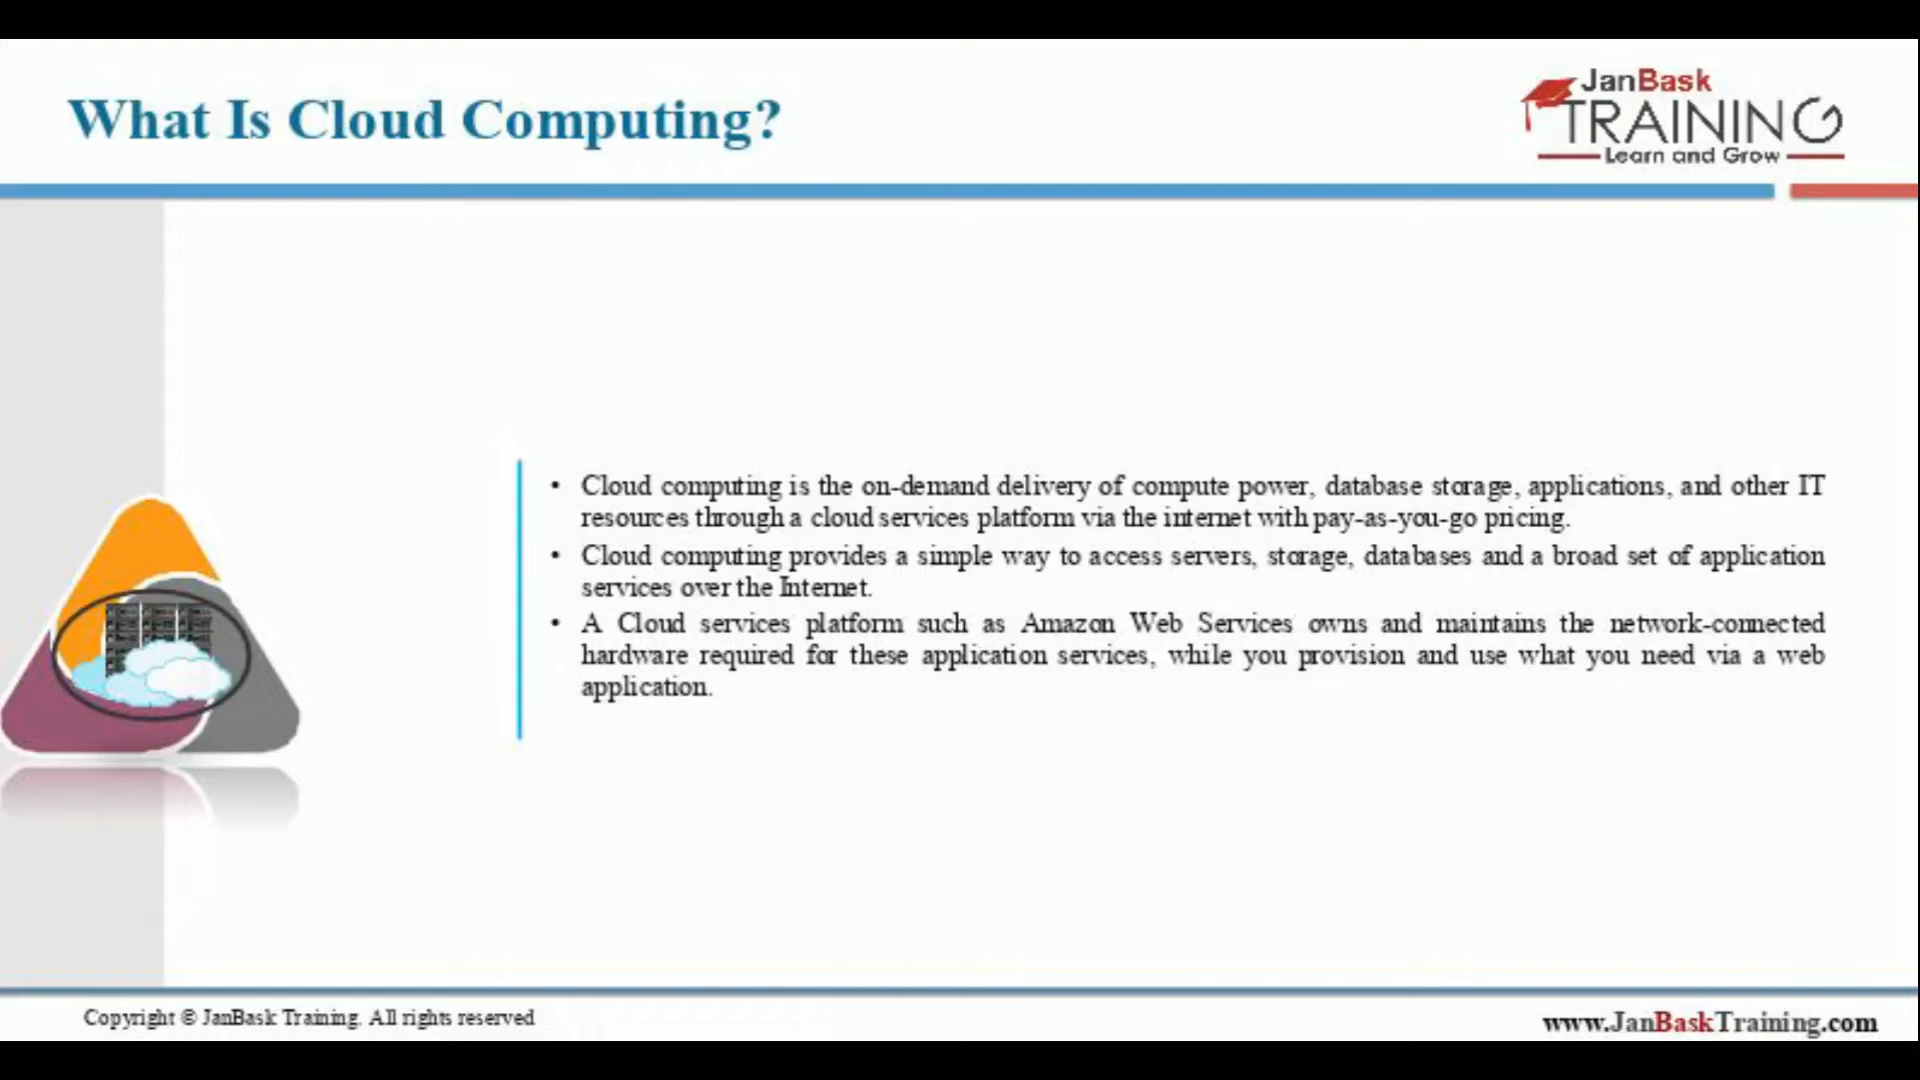 What Is Cloud Computing?
JanBask
TRAINING
Learn and Grow
• Cloud computing is the on-demand delivery of compute power, database storage, applications, and other IT
resources through a cloud services platform via the internet with pay-as-you-go pricing.
• Cloud computing provides a simple way to access servers, storage, databases and a broad set of application
services over the Internet.
• A Cloud services platform such as Amazon Web Services owns and maintains the network-connected
hardware required for these application services, while you provision and use what you need via a web
application.
Copyright © JanBask Training. All rights reserved
www.JanBaskTraining.com